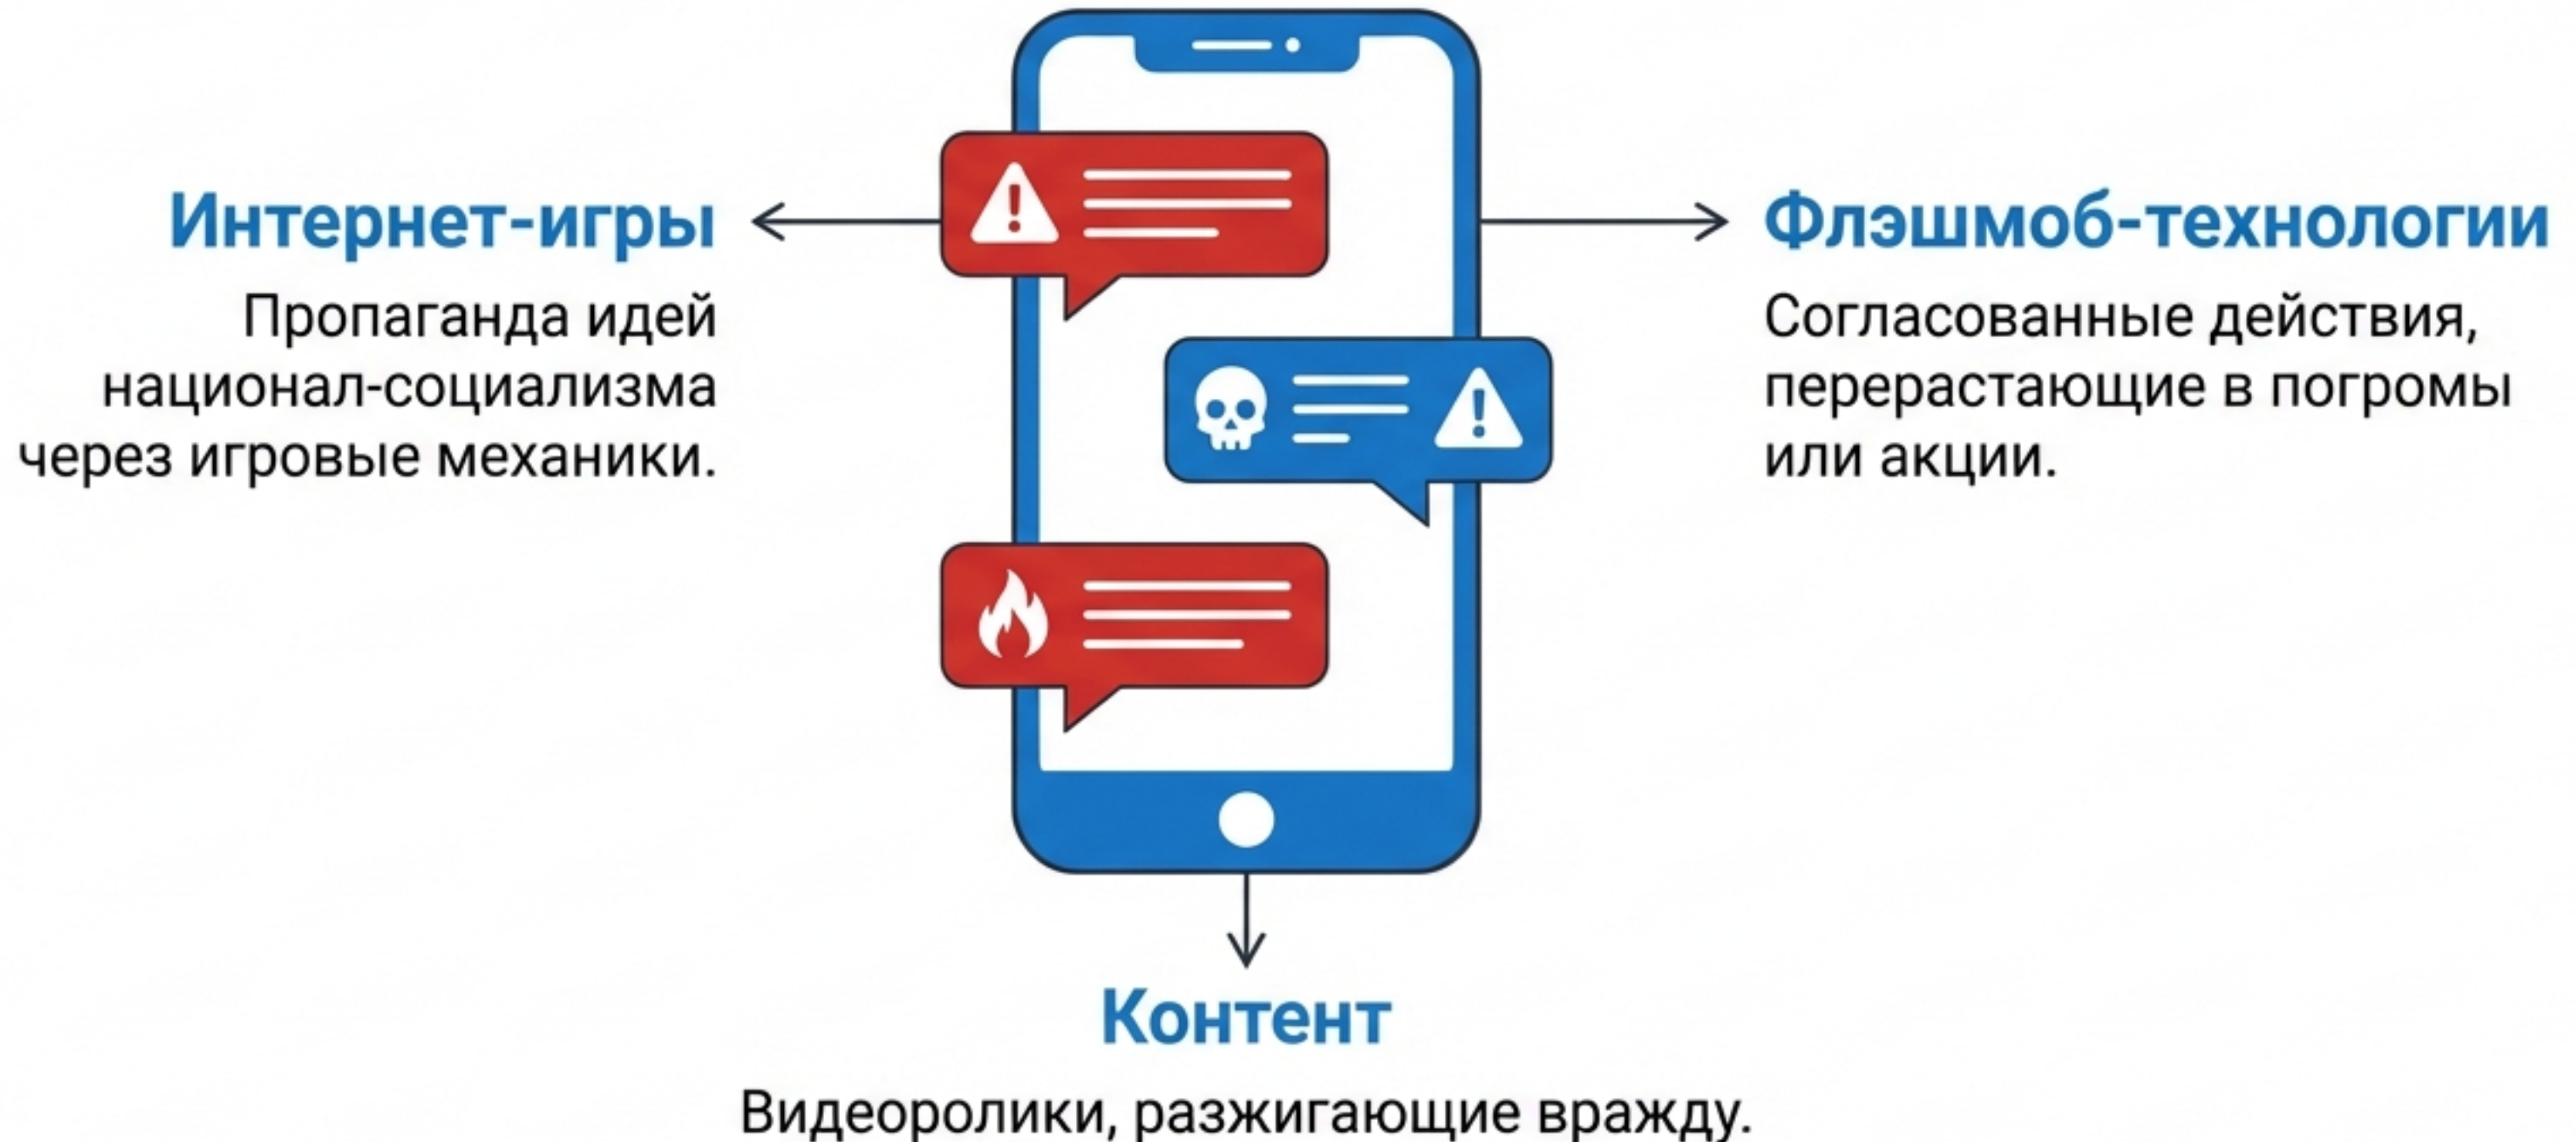 Интернет-игры
Пропаганда идей
национал-социализма
через игровые механики.
Флэшмоб-технологии
Согласованные действия,
перерастающие в погромы
или акции.
Контент
Видеоролики, разжигающие вражду.